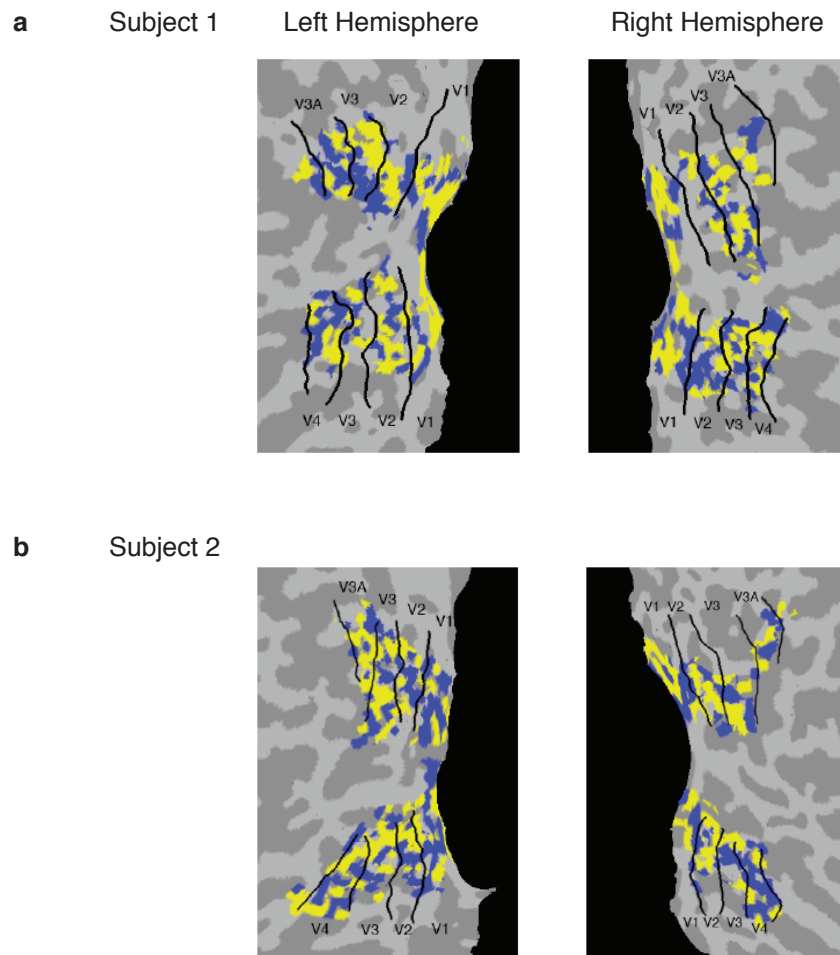 a Subject 1 Left Hemisphere Right Hemisphere
V3A V3 V2 V1
V4 V3 V2 V1
V1 V2 V3 V3A
V1 V2 V3 V4
b Subject 2
V3A V3 V2 V1
V4 V3 V2 V1
V1 V2 V3 V3A
V1 V2 V3 V4